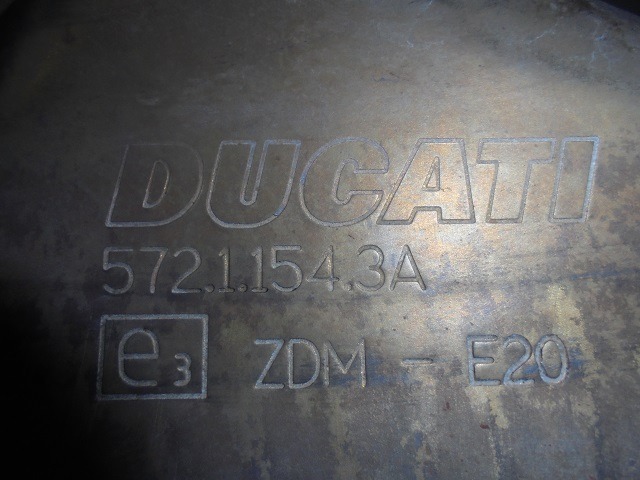 DUCATI
572.1.154.3A
e3 ZDM - E20